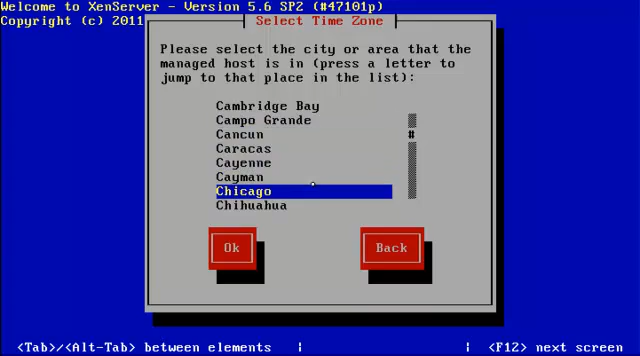 Welcome to XenServer - Version 5.6 SP2 (#47101p)
Copyright (c) 2011
Select Time Zone
Please select the city or area that the
managed host is in (press a letter to
jump to that place in the list):
Cambridge Bay
Campo Grande
Cancun #
Caracas
Cayenne
Cayman
Chicago
Chihuahua
Ok Back
<Tab>/<Alt-Tab> between elements | | <F12> next screen